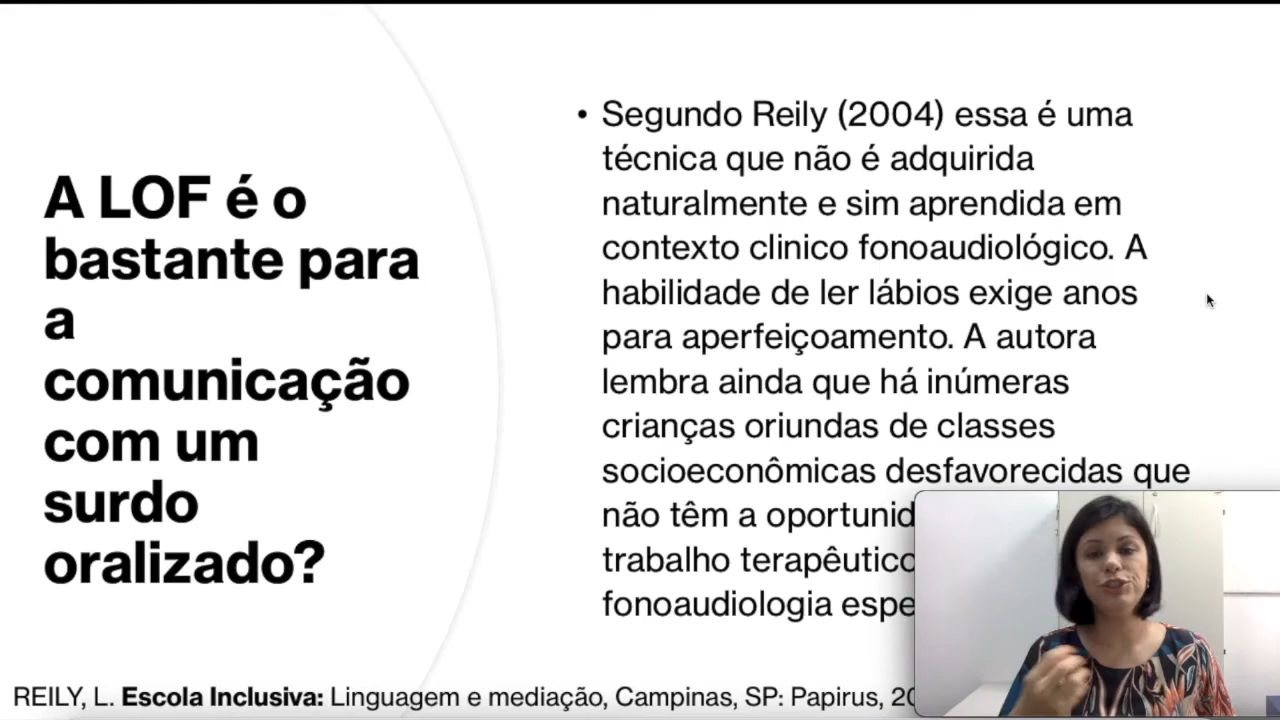 A LOF é o
bastante para
a
comunicação
com um
surdo
oralizado?
• Segundo Reily (2004) essa é uma
técnica que não é adquirida
naturalmente e sim aprendida em
contexto clinico fonoaudiológico. A
habilidade de ler lábios exige anos
para aperfeiçoamento. A autora
lembra ainda que há inúmeras
crianças oriundas de classes
socioeconômicas desfavorecidas que
não têm a
trabalho
fonoaudiologia
REILY, L. Escola Inclusiva: Linguagem e mediação, Campinas, SP: Papirus,